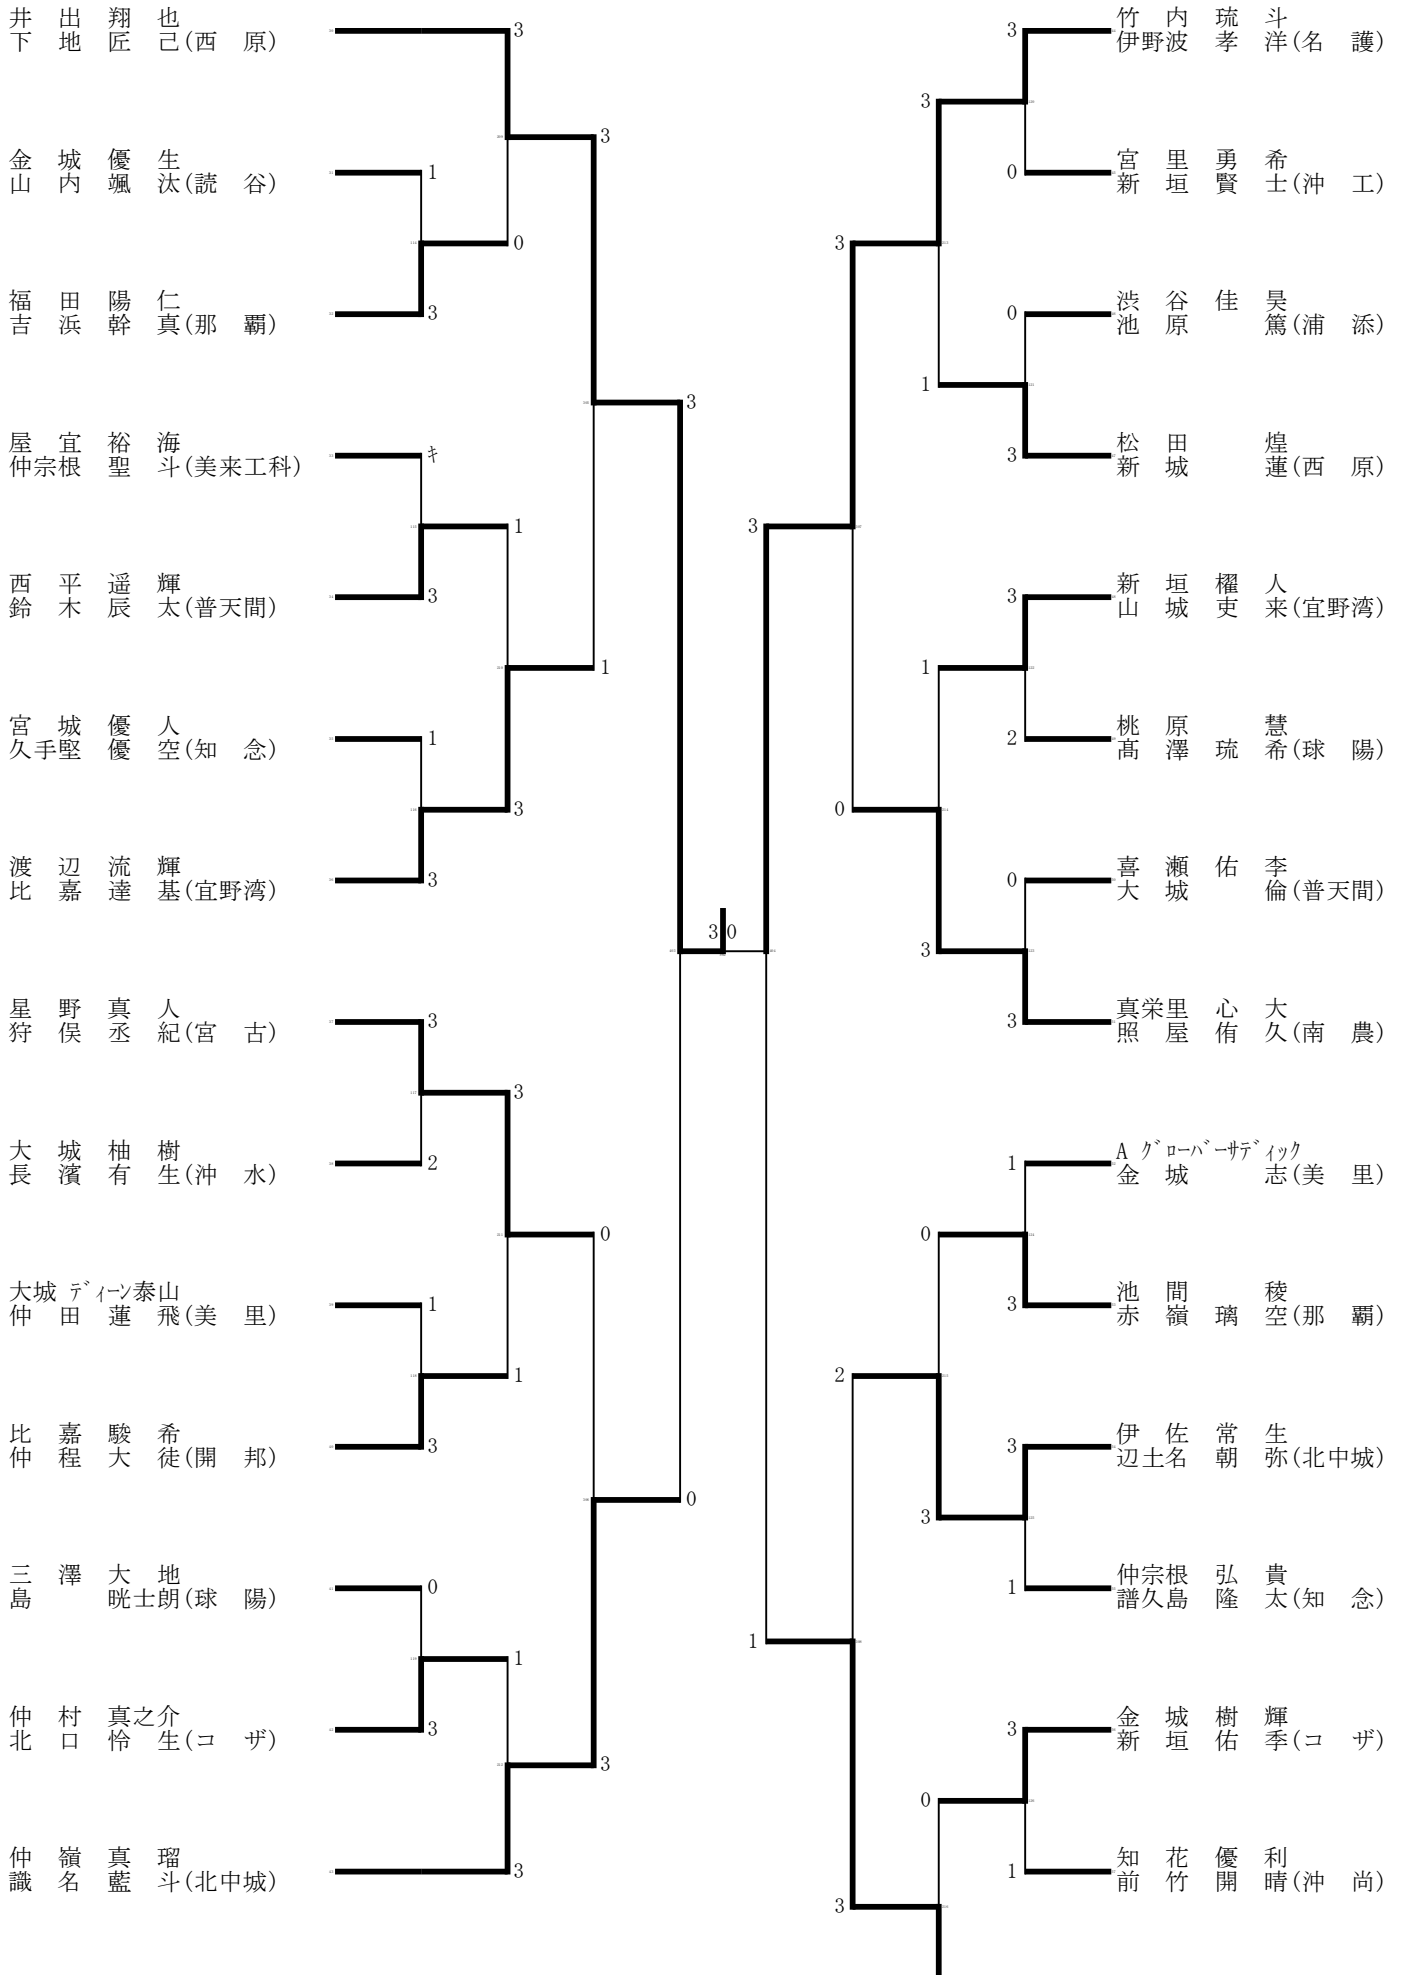 井出翔也
下地匠己(西原)
3
金城優生
山内颯汰(読谷)
1
3
0
福田陽仁
吉浜幹真(那覇)
3
屋宜裕海
仲宗根聖斗(美来工科)
キ
3
1
西平遥輝
鈴木辰太(普天間)
3
1
宮城優人
久手堅優空(知念)
1
3
渡辺流輝
比嘉達基(宜野湾)
3
3 0
星野真人
狩俣丞紀(宮古)
3
3
大城柚樹
長濱有生(沖水)
2
0
大城 ディーン泰山
仲田蓮飛(美里)
1
1
比嘉駿希
仲程大徒(開邦)
3
0
三澤大地
島晄士朗(球陽)
0
1
仲村真之介
北口怜生(コザ)
3
3
仲嶺真瑠
識名藍斗(北中城)
3
竹内琉斗
伊野波孝洋(名護)
3
3
宮里勇希
新垣賢士(沖工)
0
3
渋谷佳昊
池原篤(浦添)
0
1
松田煌
新城蓮(西原)
3
3
新垣櫂人
山城吏来(宜野湾)
3
1
桃原慧
髙澤琉希(球陽)
2
0
喜瀬佑李
大城倫(普天間)
0
3
真栄里心大
照屋侑久(南農)
3
A グローバーサディック
金城志(美里)
1
0
池間稜
赤嶺璃空(那覇)
3
2
伊佐常生
辺土名朝弥(北中城)
3
3
仲宗根弘貴
譜久島隆太(知念)
1
1
金城樹輝
新垣佑季(コザ)
3
0
知花優利
前竹開晴(沖尚)
1
3